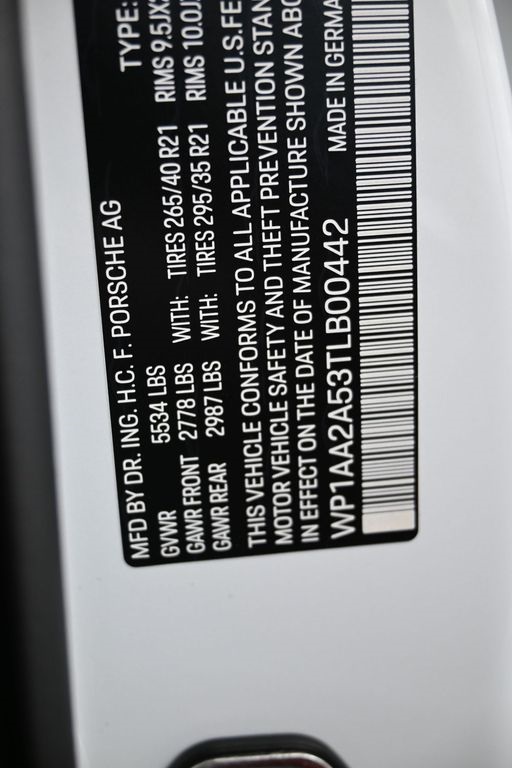 MFD BY DR. ING. H.C. F. PORSCHE AG TYPE:
GVWR 5534 LBS
GAWR FRONT 2778 LBS WITH: TIRES 265/40 R21 RIMS 9.5JX
GAWR REAR 2987 LBS WITH: TIRES 295/35 R21 RIMS 10.0J
THIS VEHICLE CONFORMS TO ALL APPLICABLE U.S.FE
MOTOR VEHICLE SAFETY AND THEFT PREVENTION STAN
IN EFFECT ON THE DATE OF MANUFACTURE SHOWN ABO
WP1AA2A53TLB00442 MADE IN GERMA